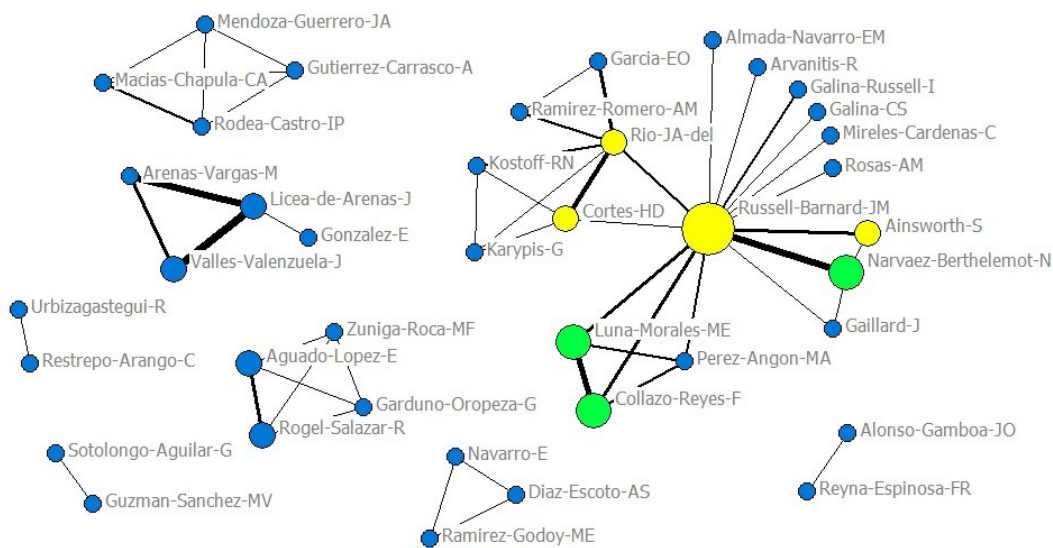 Mendoza-Guerrero-JA
Macias-Chapula-CA
Gutierrez-Carrasco-A
Rodea-Castro-IP
Garcia-EO
Ramirez-Romero-AM
Rio-JA-del
Kostoff-RN
Cortes-HD
Karypis-G
Almada-Navarro-EM
Arvanitis-R
Galina-Russell-I
Galina-CS
Mireles-Cardenas-C
Rosas-AM
Russell-Barnard-JM
Ainsworth-S
Narvaez-Berthelemot-N
Gaillard-J
Arenas-Vargas-M
Licea-de-Arenas-J
Gonzalez-E
Valles-Valenzuela-J
Urbizagastegui-R
Restrepo-Arango-C
Zuniga-Roca-MF
Aguado-Lopez-E
Garduno-Oropeza-G
Rogel-Salazar-R
Luna-Morales-ME
Perez-Angon-MA
Collazo-Reyes-F
Sotolongo-Aguilar-G
Guzman-Sanchez-MV
Navarro-E
Diaz-Escoto-AS
Ramirez-Godoy-ME
Alonso-Gamboa-JO
Reyna-Espinosa-FR